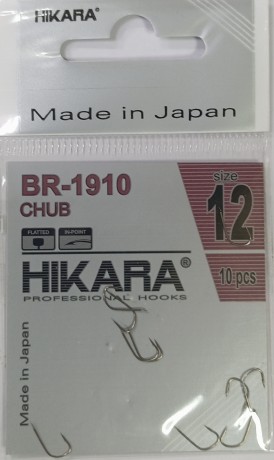 HIKARA®
Made in Japan
BR-1910
CHUB
size
12
FLATTED
IN-POINT
10 pcs
HIKARA®
PROFESSIONAL HOOKS
Made in Japan